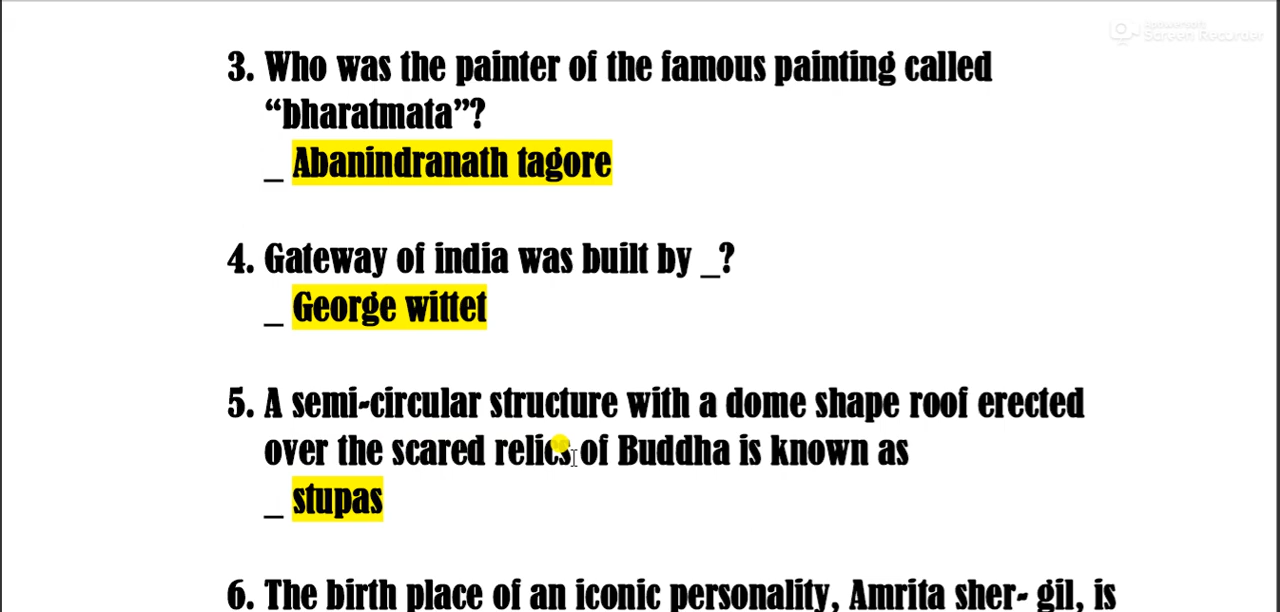 Screen Recorder
3. Who was the painter of the famous painting called
“bharatmata”?
_ Abanindranath tagore
4. Gateway of india was built by _?
_ George wittet
5. A semi-circular structure with a dome shape roof erected
over the scared relics of Buddha is known as
_ stupas
6. The birth place of an iconic personality, Amrita sher- gil, is